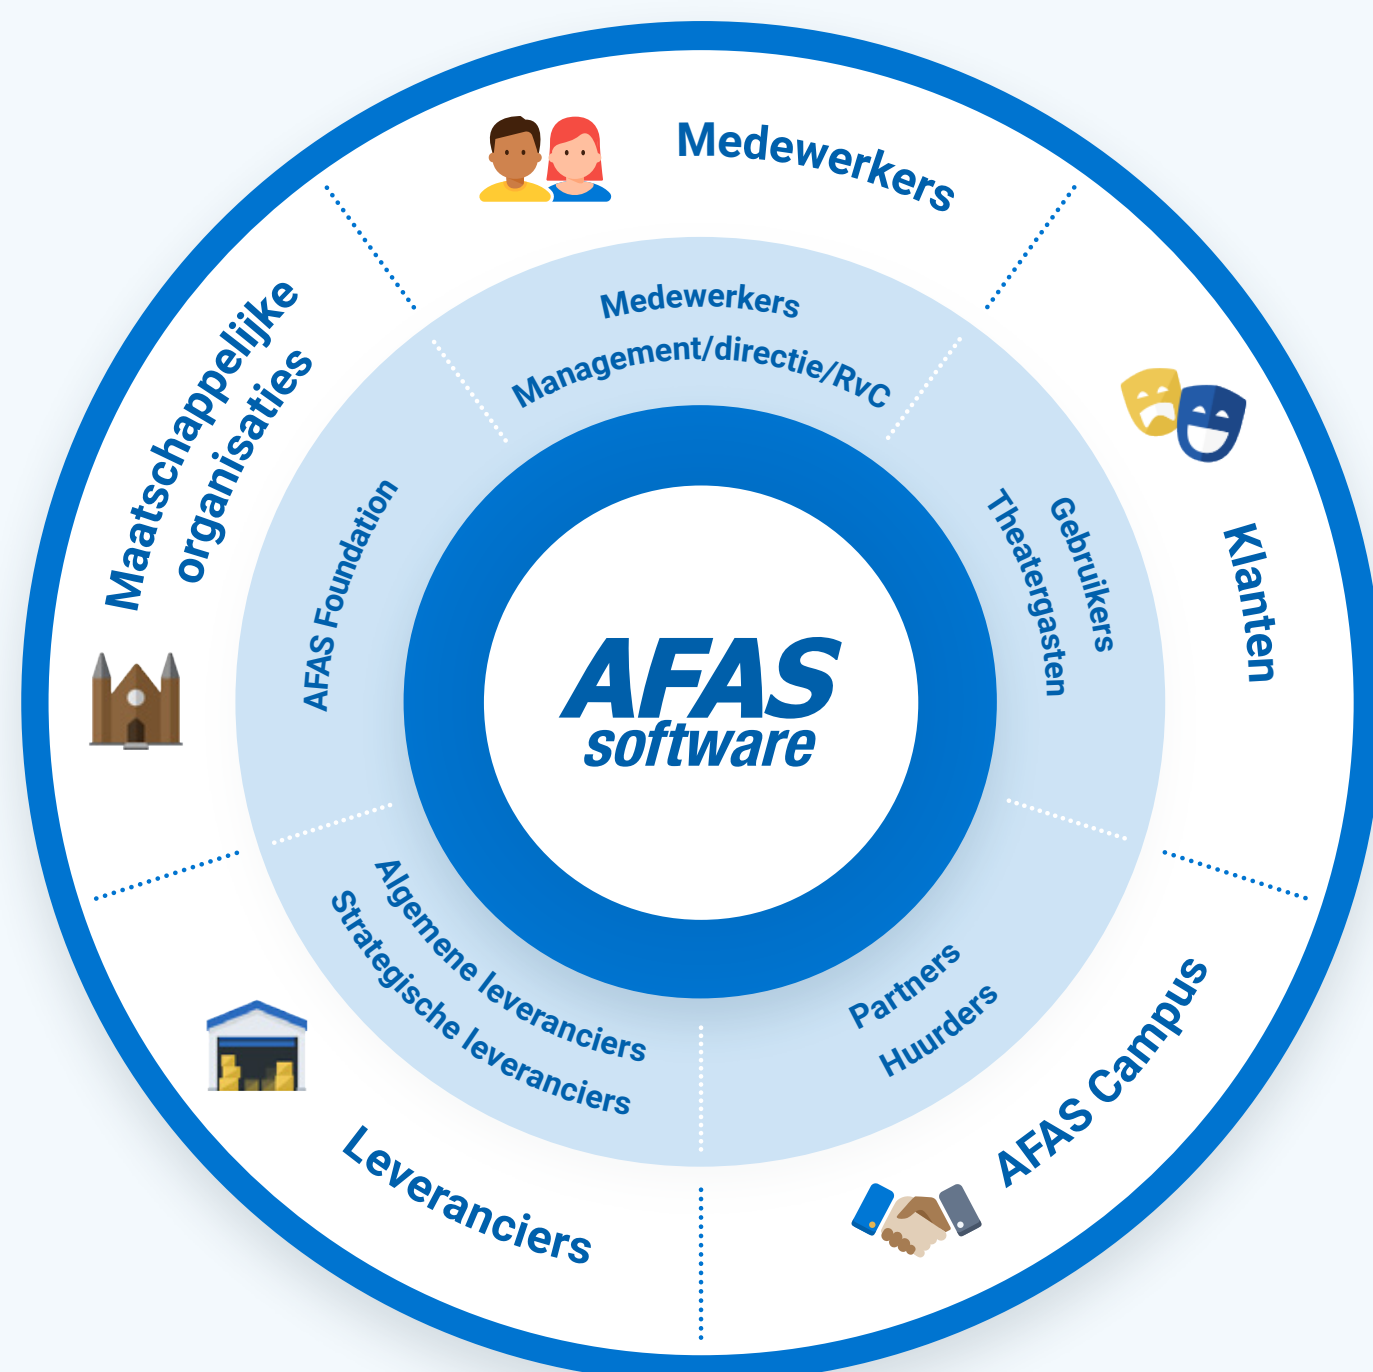 Medewerkers
Medewerkers
Management/directie/RvC
Klanten
Gebruikers
Theatergasten
AFAS Campus
Partners
Huurders
Leveranciers
Algemene leveranciers
Strategische leveranciers
Maatschappelijke
organisaties
AFAS Foundation
AFAS
software